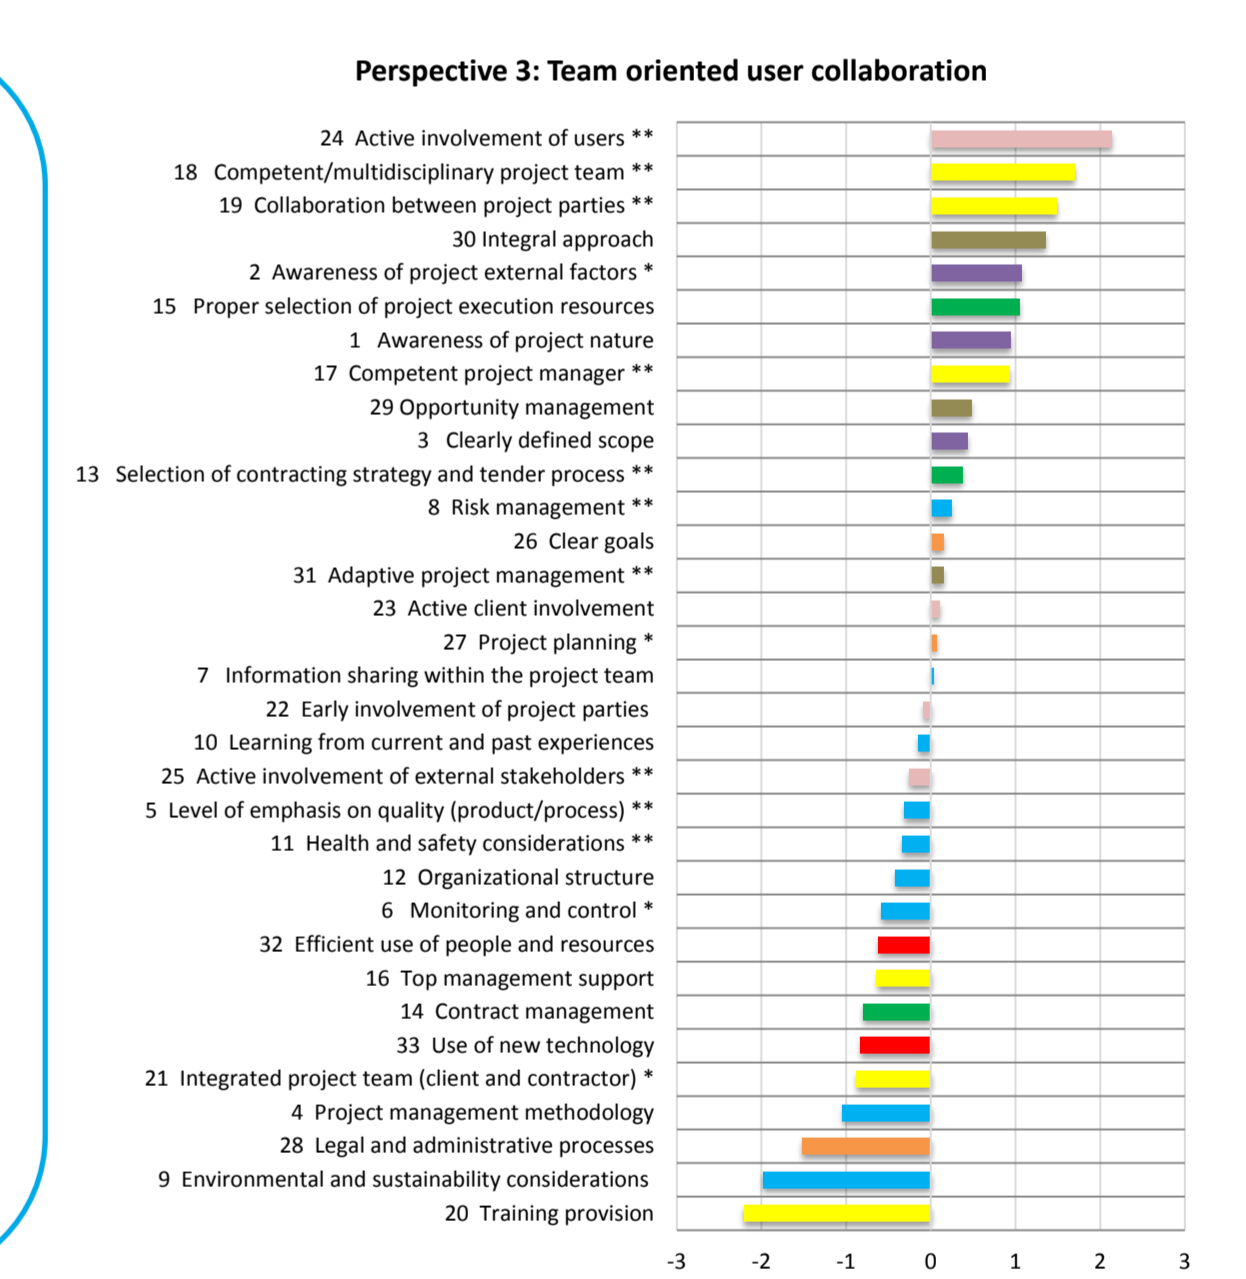 Perspective 3: Team oriented user collaboration
24 Active involvement of users **
18 Competent/multidisciplinary project team **
19 Collaboration between project parties **
30 Integral approach
2 Awareness of project external factors *
15 Proper selection of project execution resources
1 Awareness of project nature
17 Competent project manager **
29 Opportunity management
3 Clearly defined scope
13 Selection of contracting strategy and tender process **
8 Risk management **
26 Clear goals
31 Adaptive project management **
23 Active client involvement
27 Project planning *
7 Information sharing within the project team
22 Early involvement of project parties
10 Learning from current and past experiences
25 Active involvement of external stakeholders **
5 Level of emphasis on quality (product/process) **
11 Health and safety considerations **
12 Organizational structure
6 Monitoring and control *
32 Efficient use of people and resources
16 Top management support
14 Contract management
33 Use of new technology
21 Integrated project team (client and contractor) *
4 Project management methodology
28 Legal and administrative processes
9 Environmental and sustainability considerations
20 Training provision
-3 -2 -1 0 1 2 3